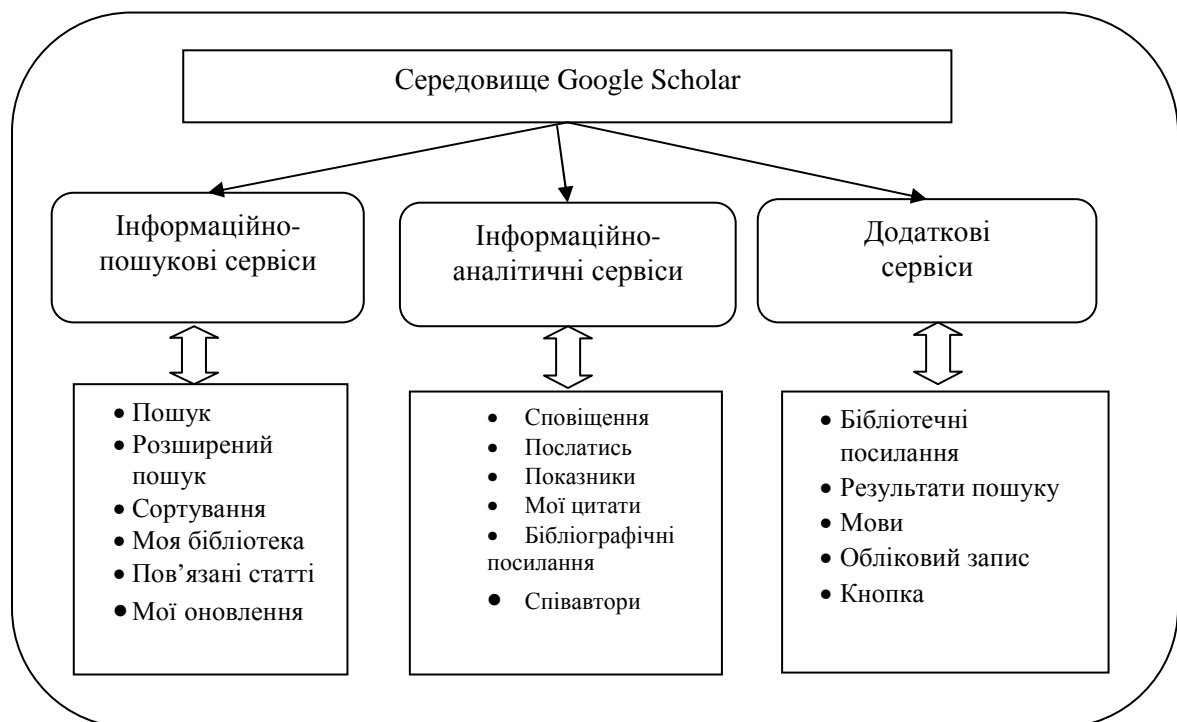 Середовище Google Scholar
Інформаційно-
пошукові сервіси
Інформаційно-
аналітичні сервіси
Додаткові
сервіси
• Пошук
• Розширений
пошук
• Сортування
• Моя бібліотека
• Пов’язані статті
• Мої оновлення
• Сповіщення
• Послатись
• Показники
• Мої цитати
• Бібліографічні
посилання
• Співавтори
• Бібліотечні
посилання
• Результати пошуку
• Мови
• Обліковий запис
• Кнопка